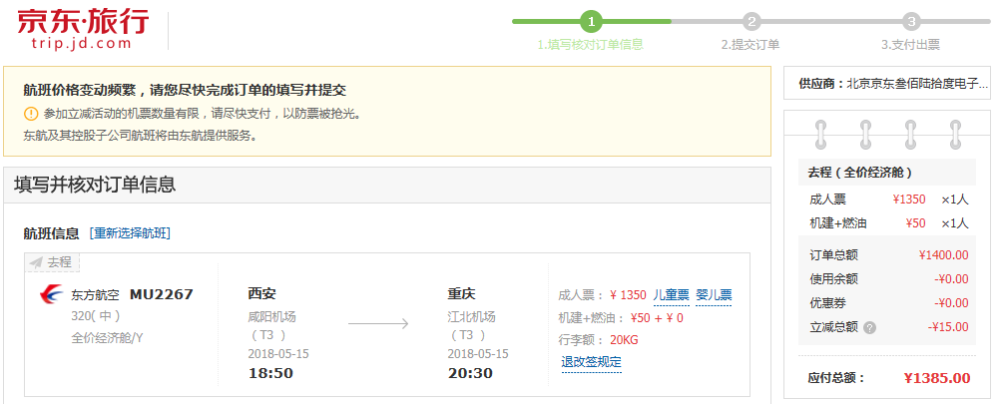 京东·旅行
trip.jd.com
1
2
3
1.填写核对订单信息
2.提交订单
3.支付出票
航班价格变动频繁，请您尽快完成订单的填写并提交
参加立减活动的机票数量有限，请尽快支付，以防票被抢光。
东航及其控股子公司航班将由东航提供服务。
填写并核对订单信息
航班信息 [重新选择航班]
去程
东方航空 MU2267
320( 中 )
全价经济舱/Y
西安
咸阳机场
（T3 ）
2018-05-15
18:50
重庆
江北机场
（T3 ）
2018-05-15
20:30
成人票： ¥ 1350 儿童票 婴儿票
机建+燃油： ¥50 + ¥ 0
行李额： 20KG
退改签规定
供应商：北京京东叁佰陆拾度电子...
去程（全价经济舱）
成人票 ¥1350 ×1人
机建+燃油 ¥50 ×1人
订单总额 ¥1400.00
使用余额 -¥0.00
优惠券 -¥0.00
立减总额 ? -¥15.00
应付总额： ¥1385.00